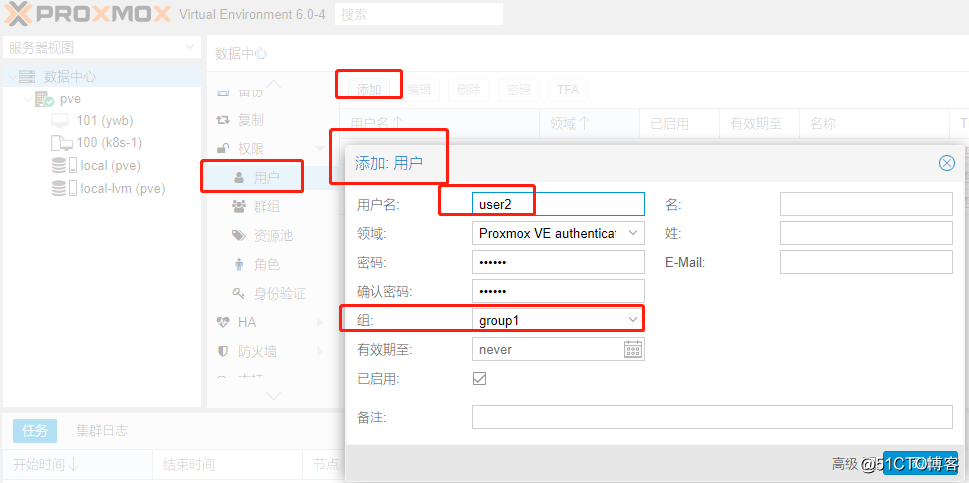 PROXMOX Virtual Environment 6.0-4 搜索
服务器视图
数据中心
pve
101 (ywb)
100 (k8s-1)
local (pve)
local-lvm (pve)
数据中心
备份
复制
权限
用户
群组
资源池
角色
身份验证
HA
防火墙
添加 编辑 删除 密码 TFA
用户名↑ 领域↑ 已启用 有效期至 名称 T
添加: 用户
用户名: user2
领域: Proxmox VE authenticat
密码: ••••••
确认密码: ••••••
组: group1
有效期至: never
已启用:
名:
姓:
E-Mail:
备注:
高级 @51CTO博客
任务 集群日志
开始时间↓ 结束时间 节点